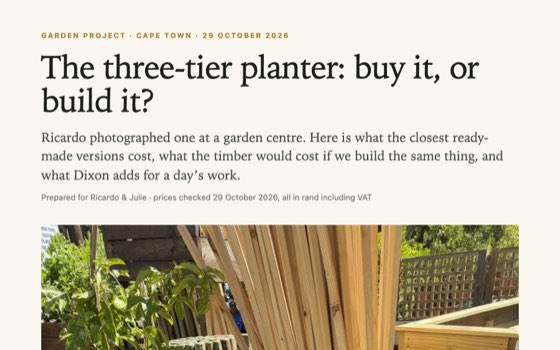 GARDEN PROJECT · CAPE TOWN · 29 OCTOBER 2026
The three-tier planter: buy it, or
build it?
Ricardo photographed one at a garden centre. Here is what the closest ready-
made versions cost, what the timber would cost if we build the same thing, and
what Dixon adds for a day’s work.
Prepared for Ricardo & Julie · prices checked 29 October 2026, all in rand including VAT